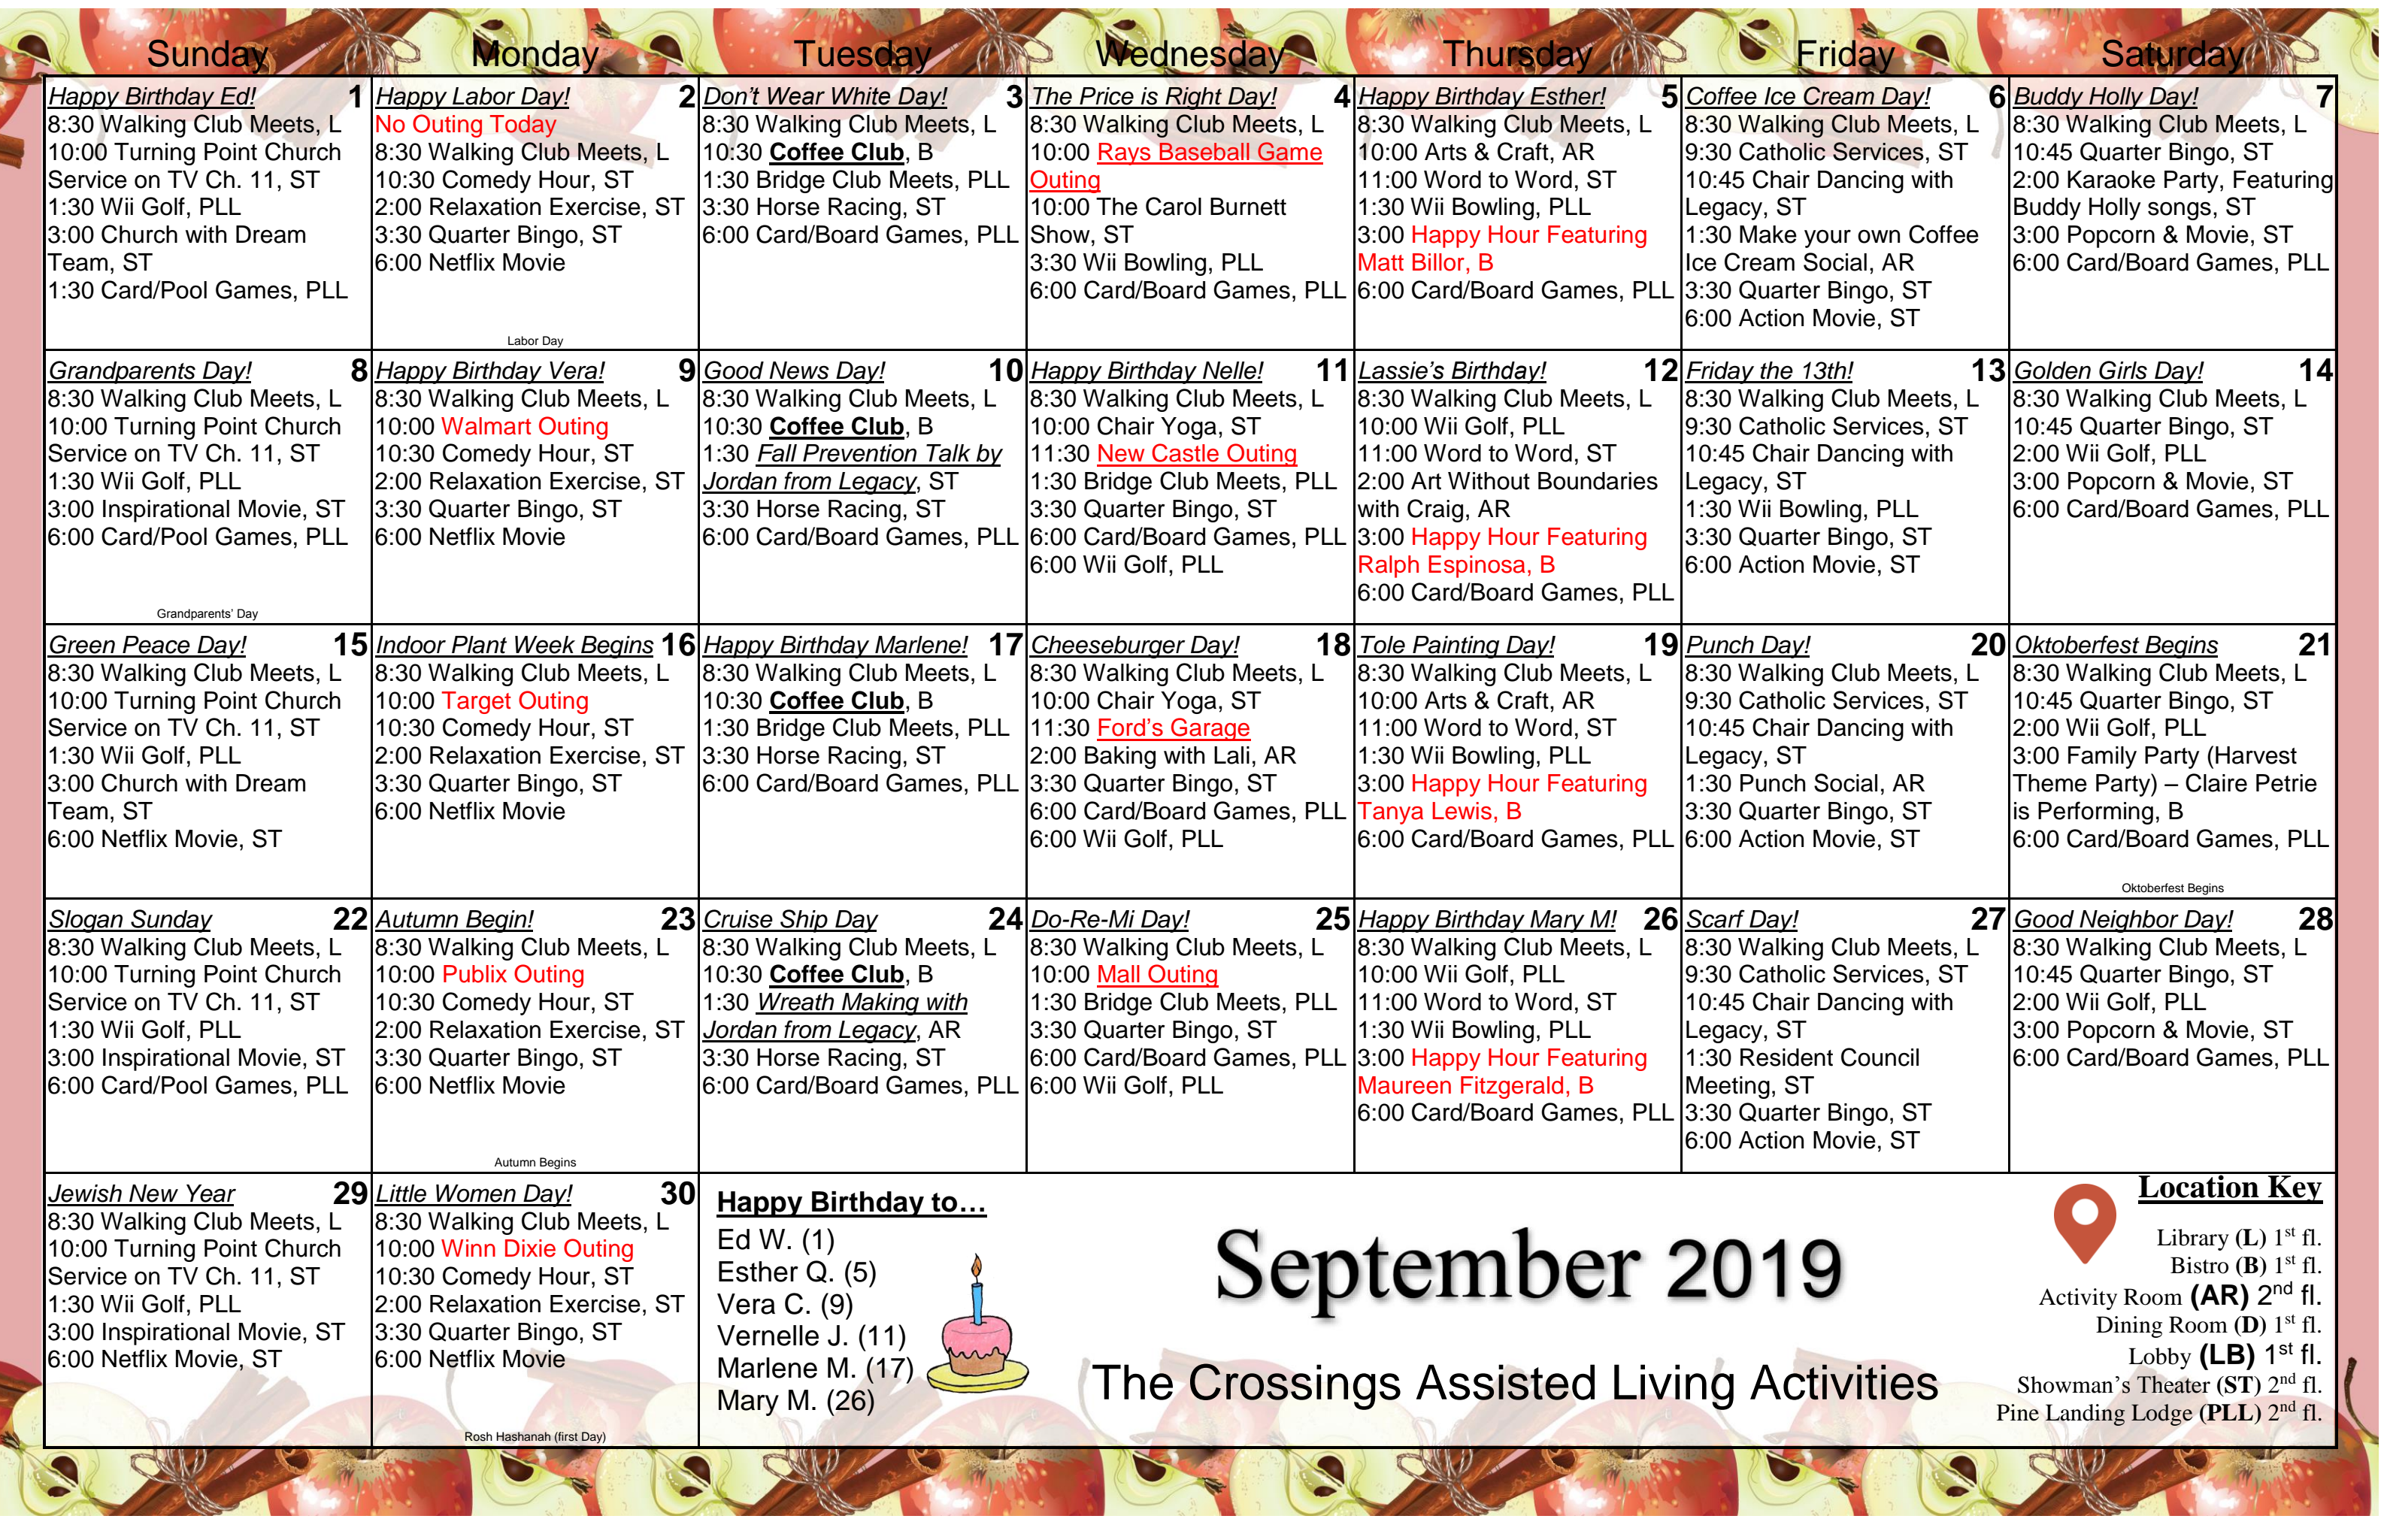 Sunday
Monday
Tuesday
Wednesday
Thursday
Friday
Saturday
Happy Birthday Ed! 1
8:30 Walking Club Meets, L
10:00 Turning Point Church
Service on TV Ch. 11, ST
1:30 Wii Golf, PLL
3:00 Church with Dream
Team, ST
1:30 Card/Pool Games, PLL
Happy Labor Day! 2
No Outing Today
8:30 Walking Club Meets, L
10:30 Comedy Hour, ST
2:00 Relaxation Exercise, ST
3:30 Quarter Bingo, ST
6:00 Netflix Movie
Labor Day
Don't Wear White Day! 3
8:30 Walking Club Meets, L
10:30 Coffee Club, B
1:30 Bridge Club Meets, PLL
3:30 Horse Racing, ST
6:00 Card/Board Games, PLL
The Price is Right Day! 4
8:30 Walking Club Meets, L
10:00 Rays Baseball Game
Outing
10:00 The Carol Burnett
Show, ST
3:30 Wii Bowling, PLL
6:00 Card/Board Games, PLL
Happy Birthday Esther! 5
8:30 Walking Club Meets, L
10:00 Arts & Craft, AR
11:00 Word to Word, ST
1:30 Wii Bowling, PLL
3:00 Happy Hour Featuring
Matt Billor, B
6:00 Card/Board Games, PLL
Coffee Ice Cream Day! 6
8:30 Walking Club Meets, L
9:30 Catholic Services, ST
10:45 Chair Dancing with
Legacy, ST
1:30 Make your own Coffee
Ice Cream Social, AR
3:30 Quarter Bingo, ST
6:00 Action Movie, ST
Buddy Holly Day! 7
8:30 Walking Club Meets, L
10:45 Quarter Bingo, ST
2:00 Karaoke Party, Featuring
Buddy Holly songs, ST
3:00 Popcorn & Movie, ST
6:00 Card/Board Games, PLL
Grandparents Day! 8
8:30 Walking Club Meets, L
10:00 Turning Point Church
Service on TV Ch. 11, ST
1:30 Wii Golf, PLL
3:00 Inspirational Movie, ST
6:00 Card/Pool Games, PLL
Grandparents' Day
Happy Birthday Vera! 9
8:30 Walking Club Meets, L
10:00 Walmart Outing
10:30 Comedy Hour, ST
2:00 Relaxation Exercise, ST
3:30 Quarter Bingo, ST
6:00 Netflix Movie
Good News Day! 10
8:30 Walking Club Meets, L
10:30 Coffee Club, B
1:30 Fall Prevention Talk by
Jordan from Legacy, ST
3:30 Horse Racing, ST
6:00 Card/Board Games, PLL
Happy Birthday Nelle! 11
8:30 Walking Club Meets, L
10:00 Chair Yoga, ST
11:30 New Castle Outing
1:30 Bridge Club Meets, PLL
3:30 Quarter Bingo, ST
6:00 Card/Board Games, PLL
6:00 Wii Golf, PLL
Lassie's Birthday! 12
8:30 Walking Club Meets, L
10:00 Wii Golf, PLL
11:00 Word to Word, ST
2:00 Art Without Boundaries
with Craig, AR
3:00 Happy Hour Featuring
Ralph Espinosa, B
6:00 Card/Board Games, PLL
Friday the 13th! 13
8:30 Walking Club Meets, L
9:30 Catholic Services, ST
10:45 Chair Dancing with
Legacy, ST
1:30 Wii Bowling, PLL
3:30 Quarter Bingo, ST
6:00 Action Movie, ST
Golden Girls Day! 14
8:30 Walking Club Meets, L
10:45 Quarter Bingo, ST
2:00 Wii Golf, PLL
3:00 Popcorn & Movie, ST
6:00 Card/Board Games, PLL
Green Peace Day! 15
8:30 Walking Club Meets, L
10:00 Turning Point Church
Service on TV Ch. 11, ST
1:30 Wii Golf, PLL
3:00 Church with Dream
Team, ST
6:00 Netflix Movie, ST
Indoor Plant Week Begins 16
8:30 Walking Club Meets, L
10:00 Target Outing
10:30 Comedy Hour, ST
2:00 Relaxation Exercise, ST
3:30 Quarter Bingo, ST
6:00 Netflix Movie
Happy Birthday Marlene! 17
8:30 Walking Club Meets, L
10:30 Coffee Club, B
1:30 Bridge Club Meets, PLL
3:30 Horse Racing, ST
6:00 Card/Board Games, PLL
Cheeseburger Day! 18
8:30 Walking Club Meets, L
10:00 Chair Yoga, ST
11:30 Ford's Garage
2:00 Baking with Lali, AR
3:30 Quarter Bingo, ST
6:00 Card/Board Games, PLL
6:00 Wii Golf, PLL
Tole Painting Day! 19
8:30 Walking Club Meets, L
10:00 Arts & Craft, AR
11:00 Word to Word, ST
1:30 Wii Bowling, PLL
3:00 Happy Hour Featuring
Tanya Lewis, B
6:00 Card/Board Games, PLL
Punch Day! 20
8:30 Walking Club Meets, L
9:30 Catholic Services, ST
10:45 Chair Dancing with
Legacy, ST
1:30 Punch Social, AR
3:30 Quarter Bingo, ST
6:00 Action Movie, ST
Oktoberfest Begins 21
8:30 Walking Club Meets, L
10:45 Quarter Bingo, ST
2:00 Wii Golf, PLL
3:00 Family Party (Harvest
Theme Party) – Claire Petrie
is Performing, B
6:00 Card/Board Games, PLL
Oktoberfest Begins
Slogan Sunday 22
8:30 Walking Club Meets, L
10:00 Turning Point Church
Service on TV Ch. 11, ST
1:30 Wii Golf, PLL
3:00 Inspirational Movie, ST
6:00 Card/Pool Games, PLL
Autumn Begin! 23
8:30 Walking Club Meets, L
10:00 Publix Outing
10:30 Comedy Hour, ST
2:00 Relaxation Exercise, ST
3:30 Quarter Bingo, ST
6:00 Netflix Movie
Autumn Begins
Cruise Ship Day 24
8:30 Walking Club Meets, L
10:30 Coffee Club, B
1:30 Wreath Making with
Jordan from Legacy, AR
3:30 Horse Racing, ST
6:00 Card/Board Games, PLL
Do-Re-Mi Day! 25
8:30 Walking Club Meets, L
10:00 Mall Outing
1:30 Bridge Club Meets, PLL
3:30 Quarter Bingo, ST
6:00 Card/Board Games, PLL
6:00 Wii Golf, PLL
Happy Birthday Mary M! 26
8:30 Walking Club Meets, L
10:00 Wii Golf, PLL
11:00 Word to Word, ST
1:30 Wii Bowling, PLL
3:00 Happy Hour Featuring
Maureen Fitzgerald, B
6:00 Card/Board Games, PLL
Scarf Day! 27
8:30 Walking Club Meets, L
9:30 Catholic Services, ST
10:45 Chair Dancing with
Legacy, ST
1:30 Resident Council
Meeting, ST
3:30 Quarter Bingo, ST
6:00 Action Movie, ST
Good Neighbor Day! 28
8:30 Walking Club Meets, L
10:45 Quarter Bingo, ST
2:00 Wii Golf, PLL
3:00 Popcorn & Movie, ST
6:00 Card/Board Games, PLL
Jewish New Year 29
8:30 Walking Club Meets, L
10:00 Turning Point Church
Service on TV Ch. 11, ST
1:30 Wii Golf, PLL
3:00 Inspirational Movie, ST
6:00 Netflix Movie, ST
Little Women Day! 30
8:30 Walking Club Meets, L
10:00 Winn Dixie Outing
10:30 Comedy Hour, ST
2:00 Relaxation Exercise, ST
3:30 Quarter Bingo, ST
6:00 Netflix Movie
Rosh Hashanah (first Day)
Happy Birthday to…
Ed W. (1)
Esther Q. (5)
Vera C. (9)
Vernelle J. (11)
Marlene M. (17)
Mary M. (26)
September 2019
The Crossings Assisted Living Activities
Location Key
Library (L) 1st fl.
Bistro (B) 1st fl.
Activity Room (AR) 2nd fl.
Dining Room (D) 1st fl.
Lobby (LB) 1st fl.
Showman's Theater (ST) 2nd fl.
Pine Landing Lodge (PLL) 2nd fl.